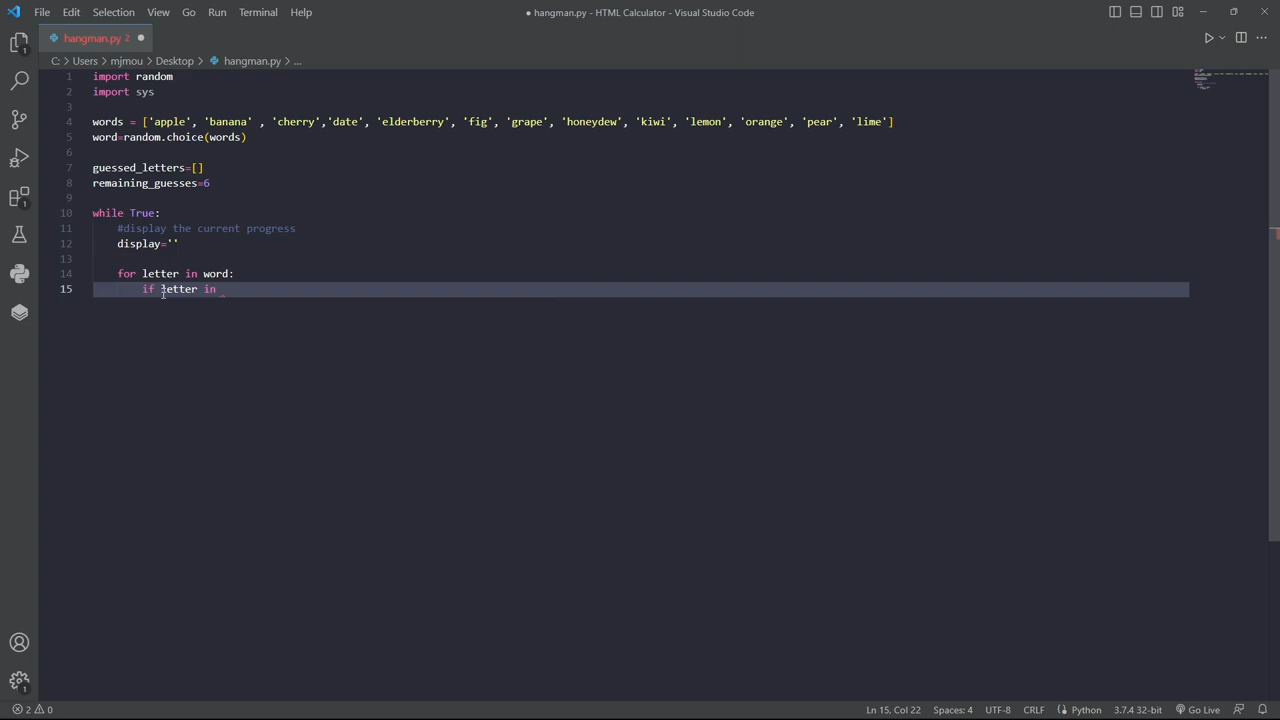 File Edit Selection View Go Run Terminal Help
● hangman.py - HTML Calculator - Visual Studio Code
hangman.py 2 ●
C: > Users > mjmou > Desktop > hangman.py > ...
1 import random
2 import sys
3
4 words = ['apple', 'banana' , 'cherry','date', 'elderberry', 'fig', 'grape', 'honeydew', 'kiwi', 'lemon', 'orange', 'pear', 'lime']
5 word=random.choice(words)
6
7 guessed_letters=[]
8 remaining_guesses=6
9
10 while True:
11     #display the current progress
12     display=''
13
14     for letter in word:
15         if letter in
1
1
1
2 0
Ln 15, Col 22 Spaces: 4 UTF-8 CRLF Python 3.7.4 32-bit Go Live